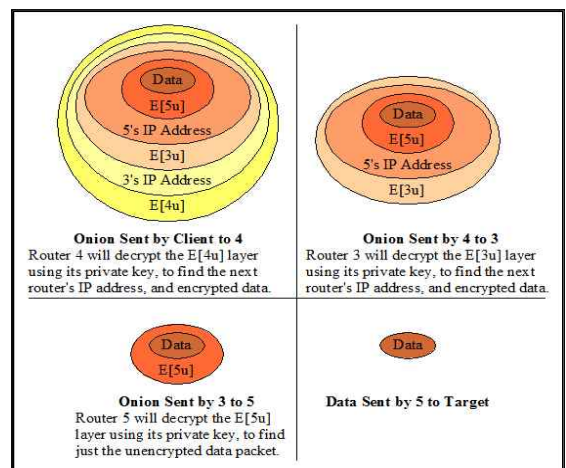 Data
E[5u]
5's IP Address
E[3u]
3's IP Address
E[4u]
Onion Sent by Client to 4
Router 4 will decrypt the E[4u] layer
using its private key, to find the next
router's IP address, and encrypted data.
Data
E[5u]
5's IP Address
E[3u]
Onion Sent by 4 to 3
Router 3 will decrypt the E[3u] layer
using its private key, to find the next
router's IP address, and encrypted data.
Data
E[5u]
Onion Sent by 3 to 5
Router 5 will decrypt the E[5u]
layer using its private key, to find
just the unencrypted data packet.
Data
Data Sent by 5 to Target